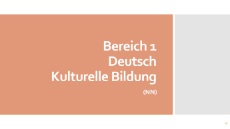 Bereich 1
Deutsch
Kulturelle Bildung
(N/N)